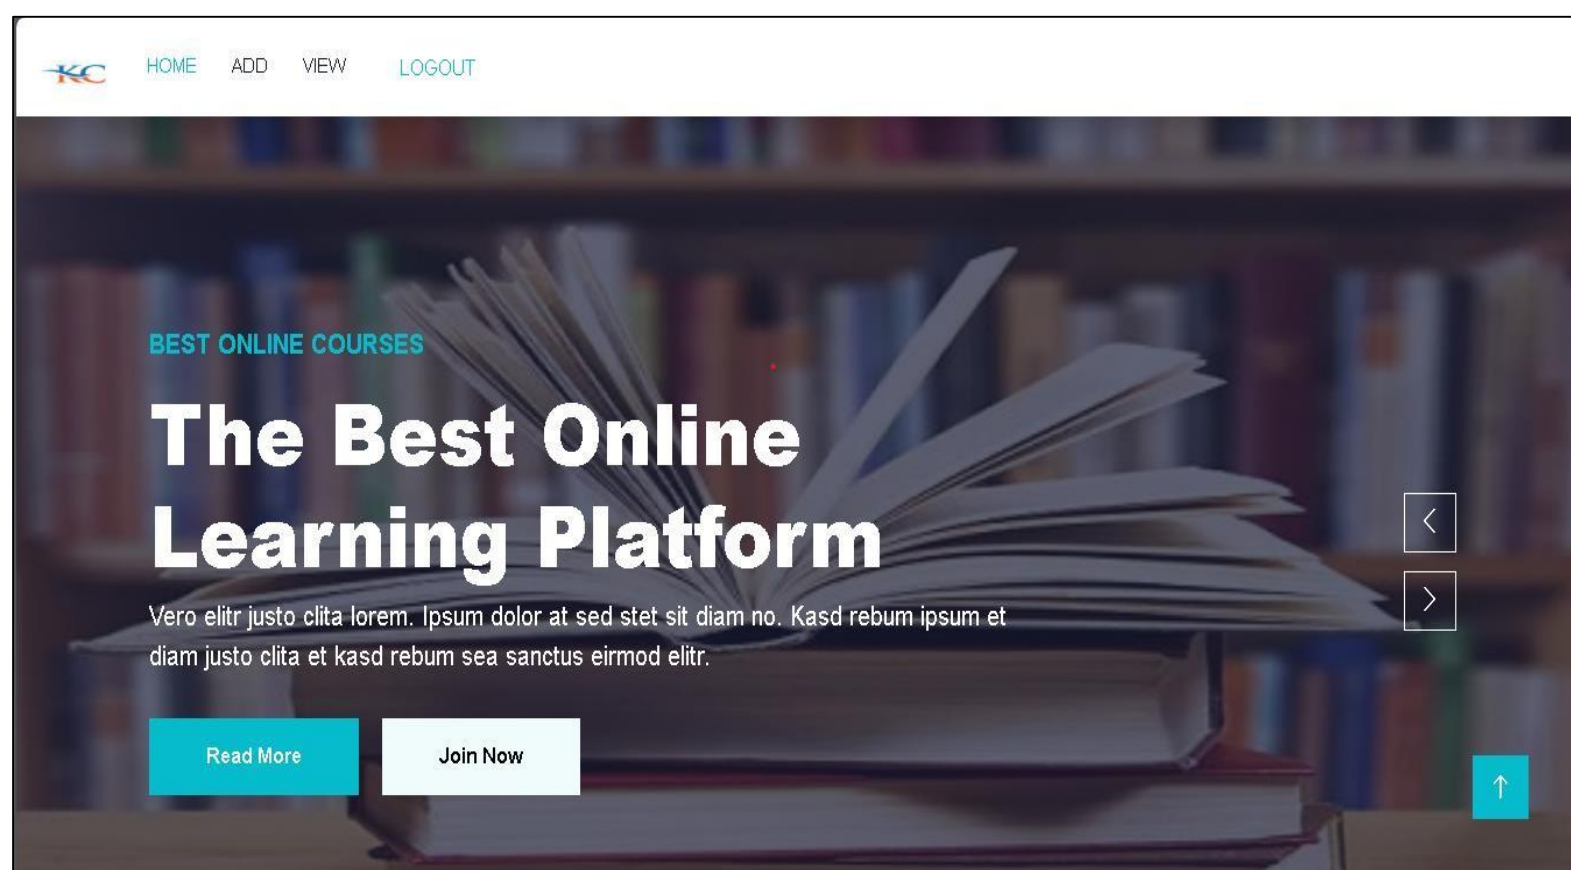 KC HOME ADD VIEW LOGOUT
BEST ONLINE COURSES
The Best Online
Learning Platform
Vero elitr justo clita lorem. Ipsum dolor at sed stet sit diam no. Kasd rebum ipsum et
diam justo clita et kasd rebum sea sanctus eirmod elitr.
Read More Join Now